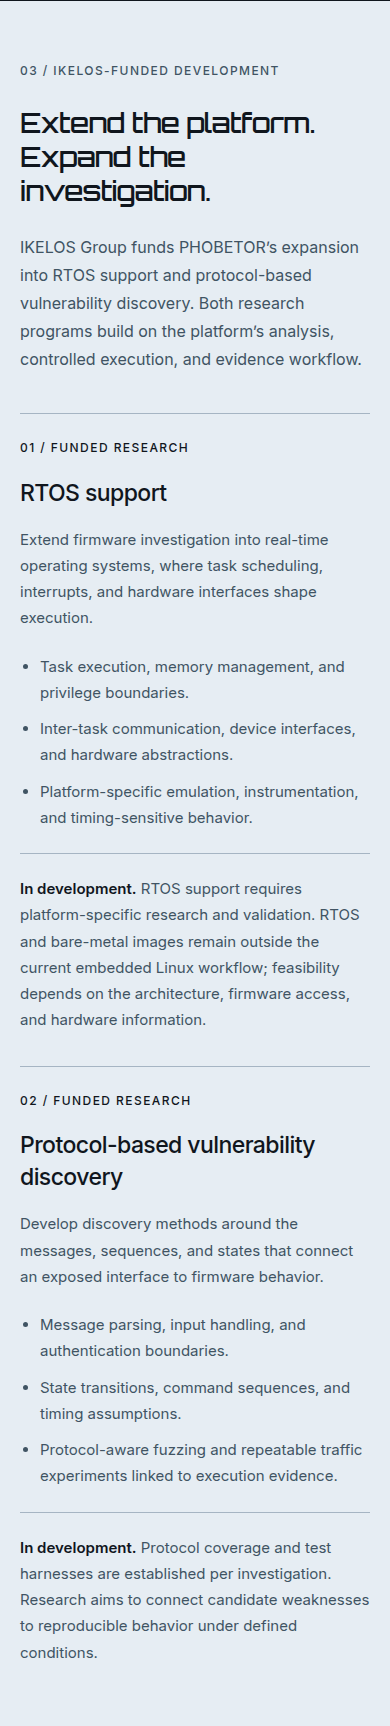 03 / IKELOS-FUNDED DEVELOPMENT
Extend the platform.
Expand the
investigation.
IKELOS Group funds PHOBETOR’s expansion
into RTOS support and protocol-based
vulnerability discovery. Both research
programs build on the platform’s analysis,
controlled execution, and evidence workflow.
01 / FUNDED RESEARCH
RTOS support
Extend firmware investigation into real-time
operating systems, where task scheduling,
interrupts, and hardware interfaces shape
execution.
• Task execution, memory management, and
privilege boundaries.
• Inter-task communication, device interfaces,
and hardware abstractions.
• Platform-specific emulation, instrumentation,
and timing-sensitive behavior.
In development. RTOS support requires
platform-specific research and validation. RTOS
and bare-metal images remain outside the
current embedded Linux workflow; feasibility
depends on the architecture, firmware access,
and hardware information.
02 / FUNDED RESEARCH
Protocol-based vulnerability
discovery
Develop discovery methods around the
messages, sequences, and states that connect
an exposed interface to firmware behavior.
• Message parsing, input handling, and
authentication boundaries.
• State transitions, command sequences, and
timing assumptions.
• Protocol-aware fuzzing and repeatable traffic
experiments linked to execution evidence.
In development. Protocol coverage and test
harnesses are established per investigation.
Research aims to connect candidate weaknesses
to reproducible behavior under defined
conditions.